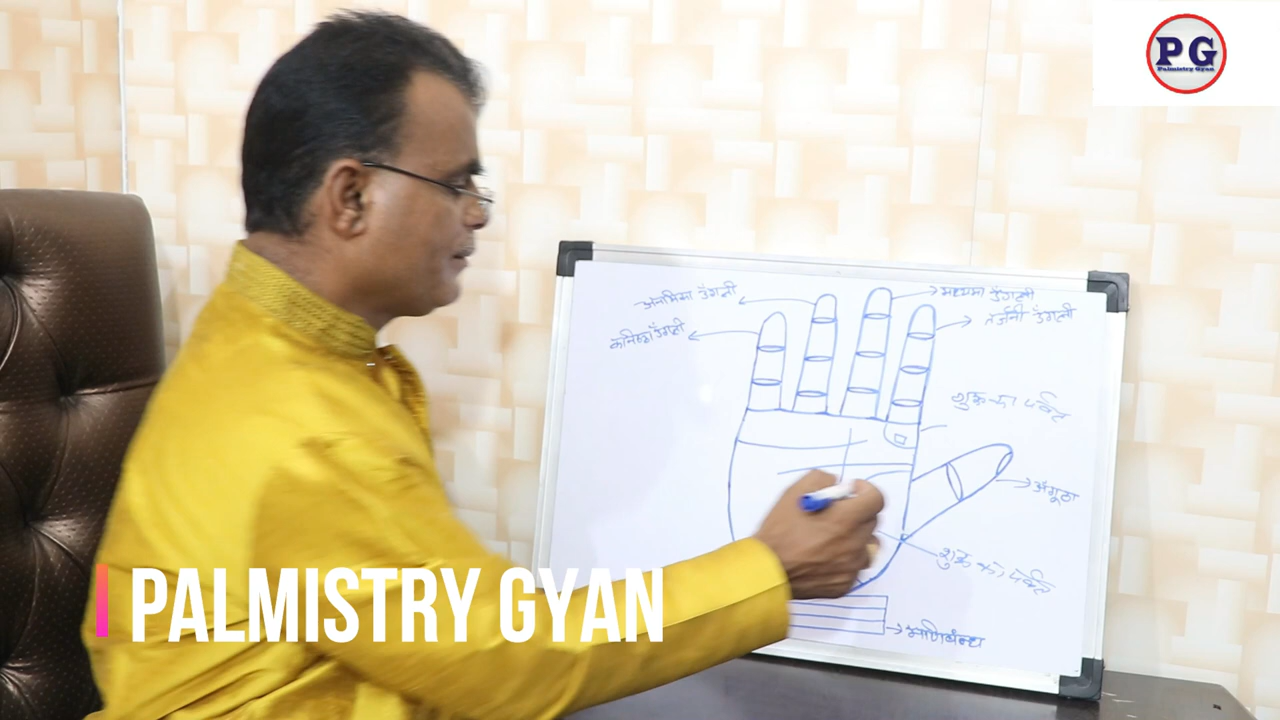 PG
Palmistry Gyan
अनामिका उंगली
मध्यमा उंगली
तर्जनी उंगली
कनिष्ठा उंगली
शुक्र का पर्वत
अंगूठा
शुक्र का पर्वत
मणिबन्ध
PALMISTRY GYAN